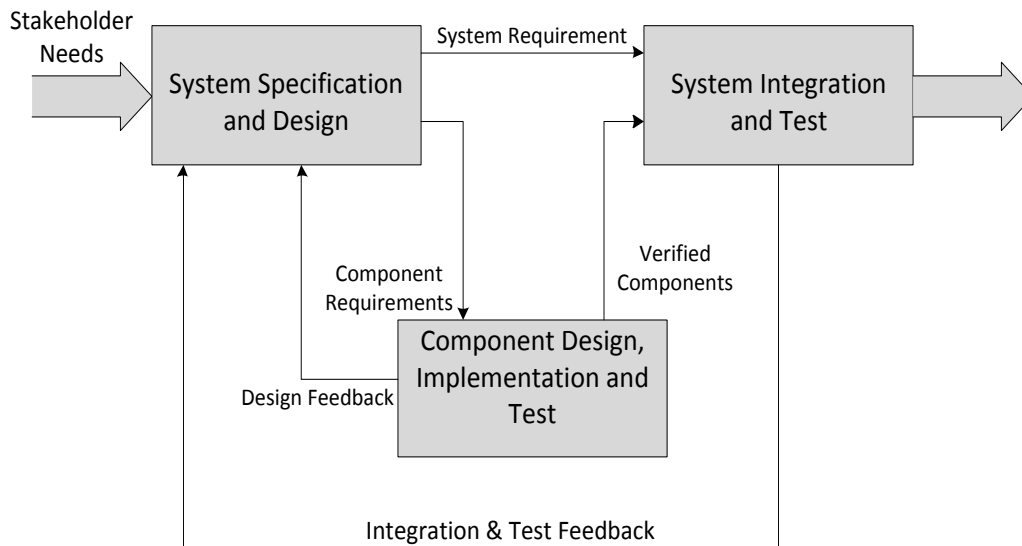 Stakeholder
Needs
System Specification
and Design
System Requirement
System Integration
and Test
Component
Requirements
Verified
Components
Component Design,
Implementation and
Test
Design Feedback
Integration & Test Feedback